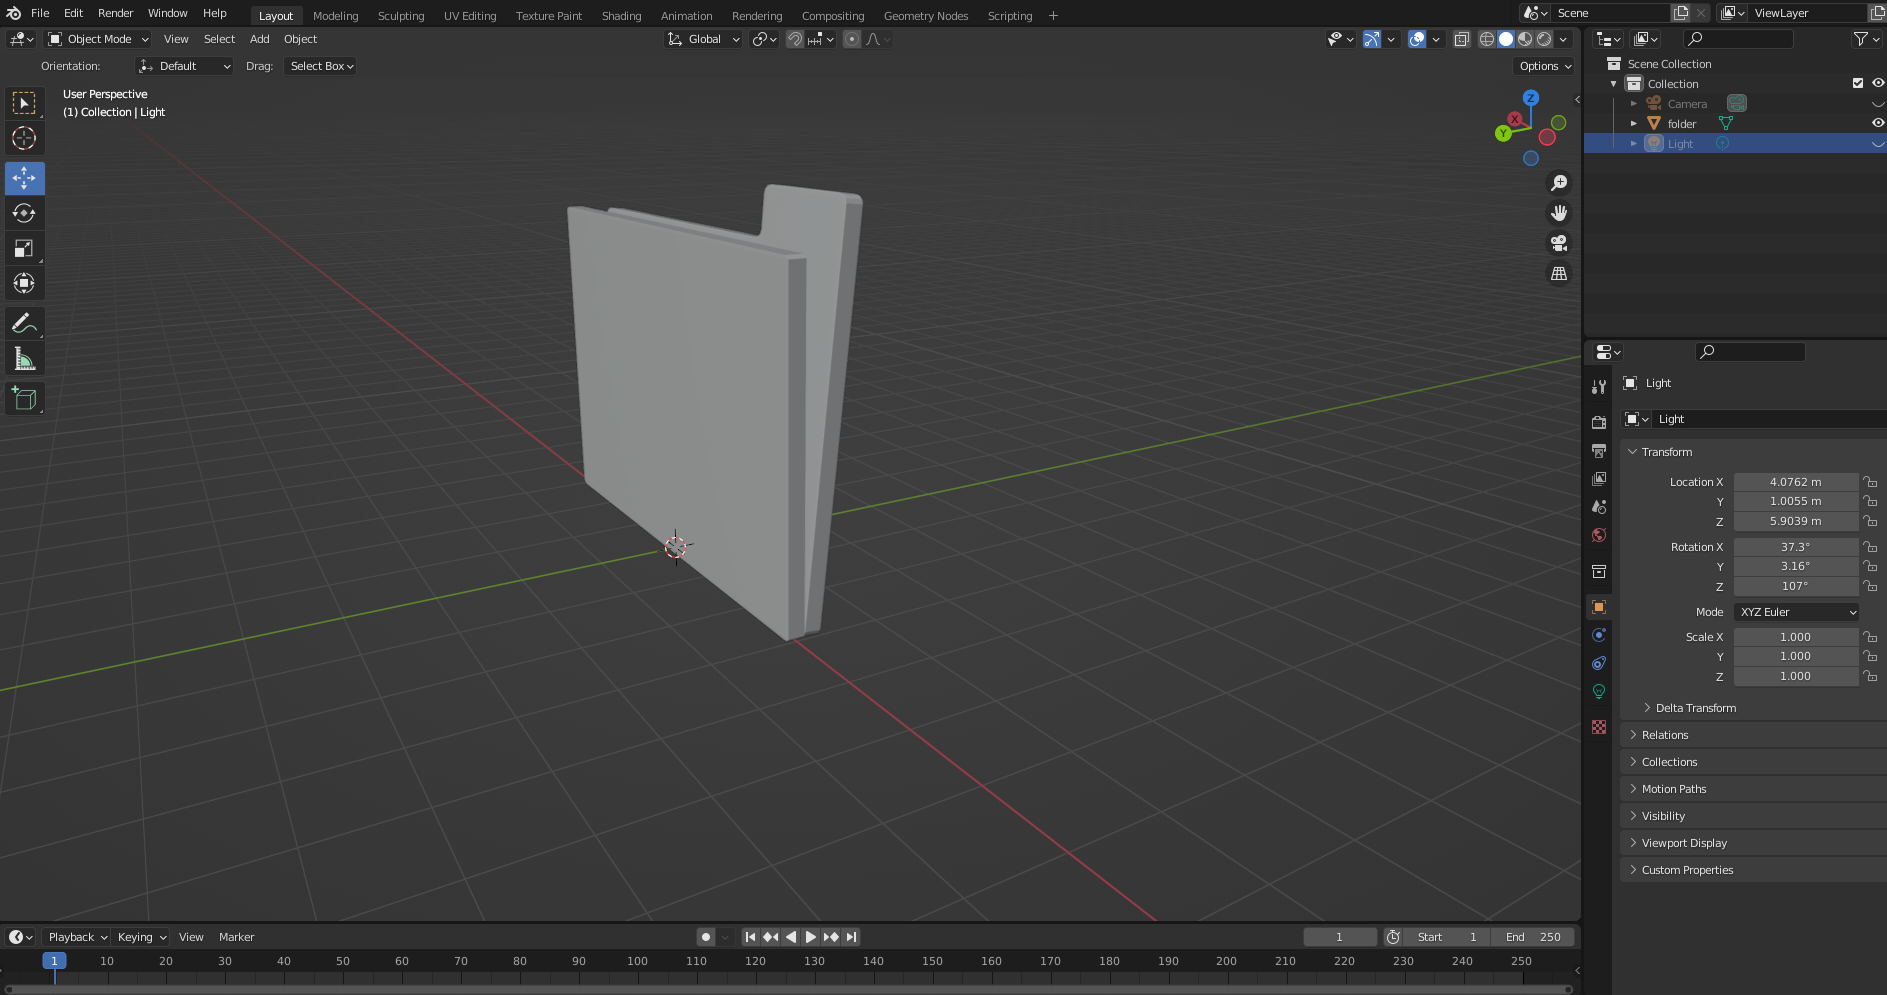 File Edit Render Window Help Layout Modeling Sculpting UV Editing Texture Paint Shading Animation Rendering Compositing Geometry Nodes Scripting + Scene ViewLayer
Object Mode View Select Add Object Global
Orientation: Default Drag: Select Box Options
User Perspective
(1) Collection | Light
Z
X
Y
Scene Collection
Collection
Camera
folder
Light
Light
Light
Transform
Location X 4.0762 m
Y 1.0055 m
Z 5.9039 m
Rotation X 37.3°
Y 3.16°
Z 107°
Mode XYZ Euler
Scale X 1.000
Y 1.000
Z 1.000
Delta Transform
Relations
Collections
Motion Paths
Visibility
Viewport Display
Custom Properties
Playback Keying View Marker 1 Start 1 End 250
1 10 20 30 40 50 60 70 80 90 100 110 120 130 140 150 160 170 180 190 200 210 220 230 240 250